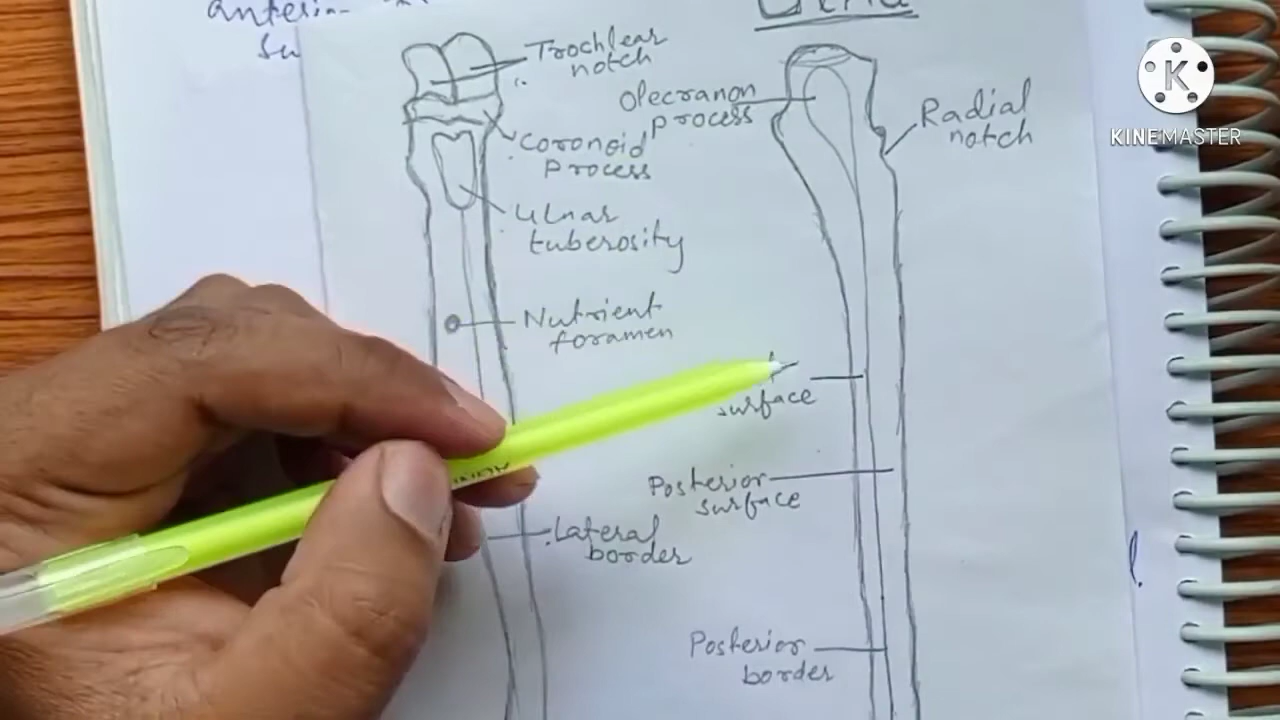 Ulna
Trochlear
notch
Olecranon
process
Radial
notch
Coronoid
process
Ulnar
tuberosity
Nutrient
foramen
surface
Posterior
surface
Lateral
border
Posterior
border
K
KINEMASTER